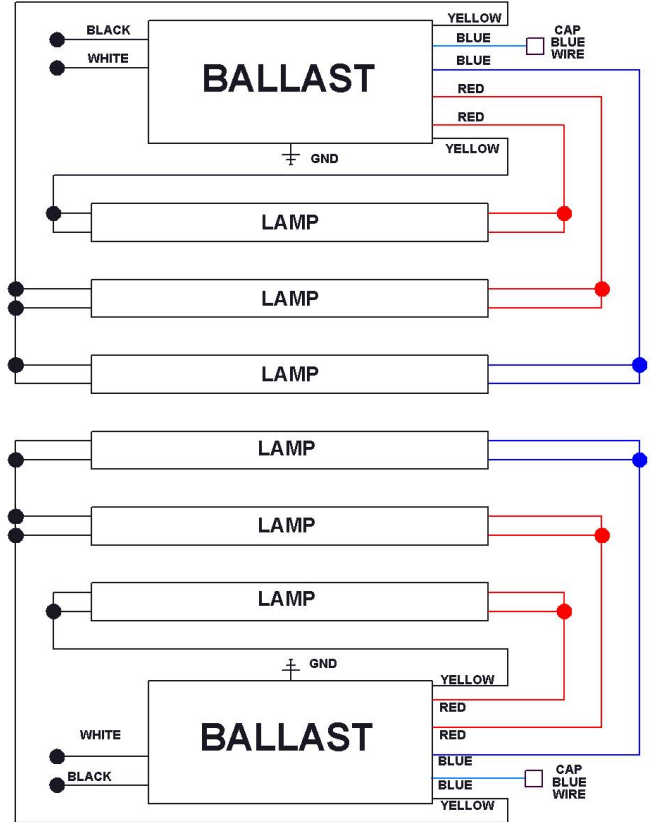 YELLOW
BLACK
BLUE
CAP
BLUE
WIRE
WHITE
BLUE
BALLAST
RED
RED
YELLOW
GND
LAMP
LAMP
LAMP
LAMP
LAMP
LAMP
GND
YELLOW
RED
WHITE
RED
BALLAST
BLUE
BLACK
CAP
BLUE
WIRE
BLUE
YELLOW